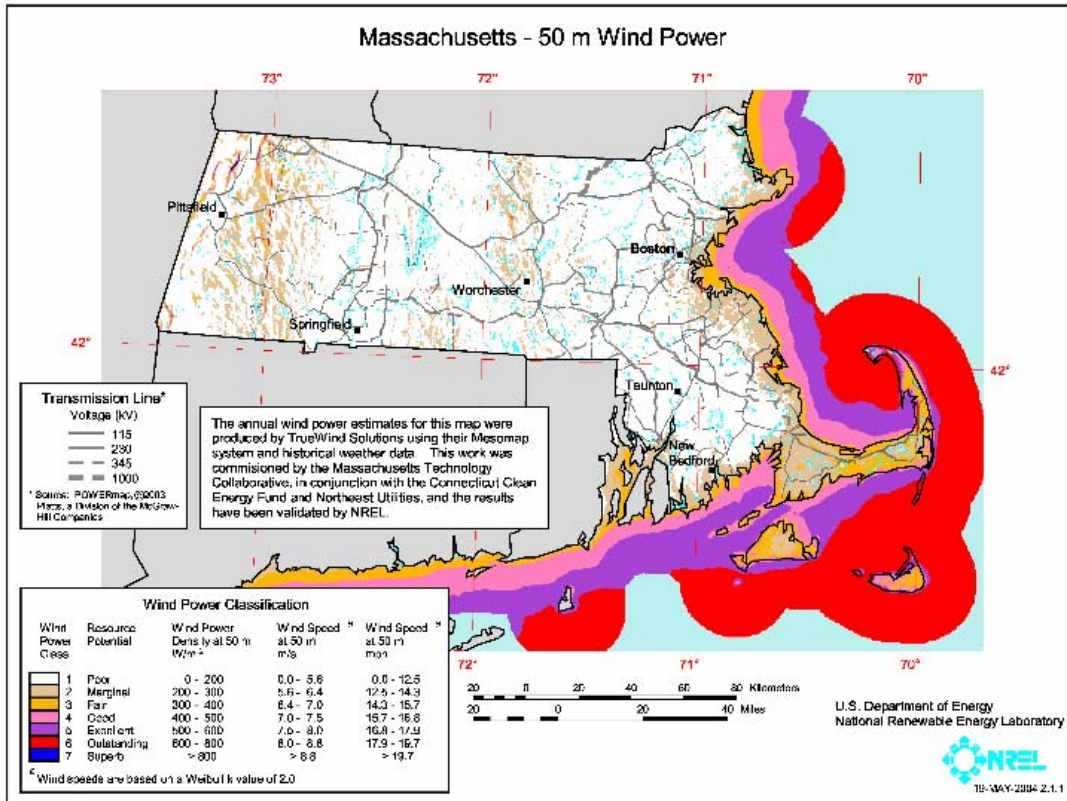 Massachusetts - 50 m Wind Power
73° 72° 71° 70°
Pittsfield
Boston
Worchester
Springfield
42°
42°
Taunton
New
Bedford
Transmission Line*
Voltage (kV)
115
230
345
1000
* Source: POWERmap, @2003
Platts, a Division of the McGraw-
Hill Companies
The annual wind power estimates for this map were
produced by TrueWind Solutions using their Mesomap
system and historical weather data. This work was
commisioned by the Massachusetts Technology
Collaborative, in conjunction with the Connecticut Clean
Energy Fund and Northeast Utilities, and the results
have been validated by NREL.
72° 71° 70°
Wind Power Classification
Wind Resource Wind Power Wind Speed Wind Speed
Power Potential Density at 50 m at 50 m at 50 m
Class W/m² m/s mph
1 Poor 0 - 200 0.0 - 5.6 0.0 - 12.5
2 Marginal 200 - 300 5.6 - 6.4 12.5 - 14.3
3 Fair 300 - 400 6.4 - 7.0 14.3 - 15.7
4 Good 400 - 500 7.0 - 7.5 15.7 - 16.8
5 Excellent 500 - 600 7.5 - 8.0 16.8 - 17.9
6 Outstanding 600 - 800 8.0 - 8.8 17.9 - 19.7
7 Superb > 800 > 8.8 > 19.7
Wind speeds are based on a Weibull k value of 2.0
20 0 20 40 60 80 Kilometers
20 0 20 40 Miles
U.S. Department of Energy
National Renewable Energy Laboratory
NREL
19-MAY-2004 2.1.1